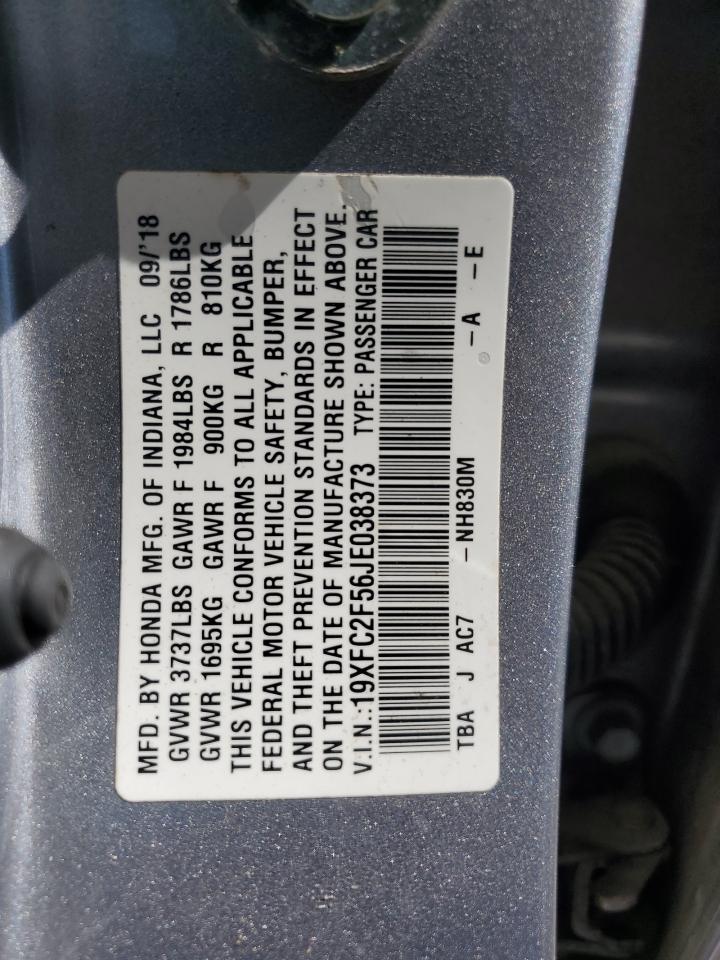 MFD. BY HONDA MFG. OF INDIANA, LLC 09/'18
GVWR 3737LBS GAWR F 1984LBS R 1786LBS
GVWR 1695KG GAWR F 900KG R 810KG
THIS VEHICLE CONFORMS TO ALL APPLICABLE
FEDERAL MOTOR VEHICLE SAFETY, BUMPER,
AND THEFT PREVENTION STANDARDS IN EFFECT
ON THE DATE OF MANUFACTURE SHOWN ABOVE.
V.I.N.:19XFC2F56JE038373 TYPE: PASSENGER CAR
TBA J AC7 -NH830M -A -E